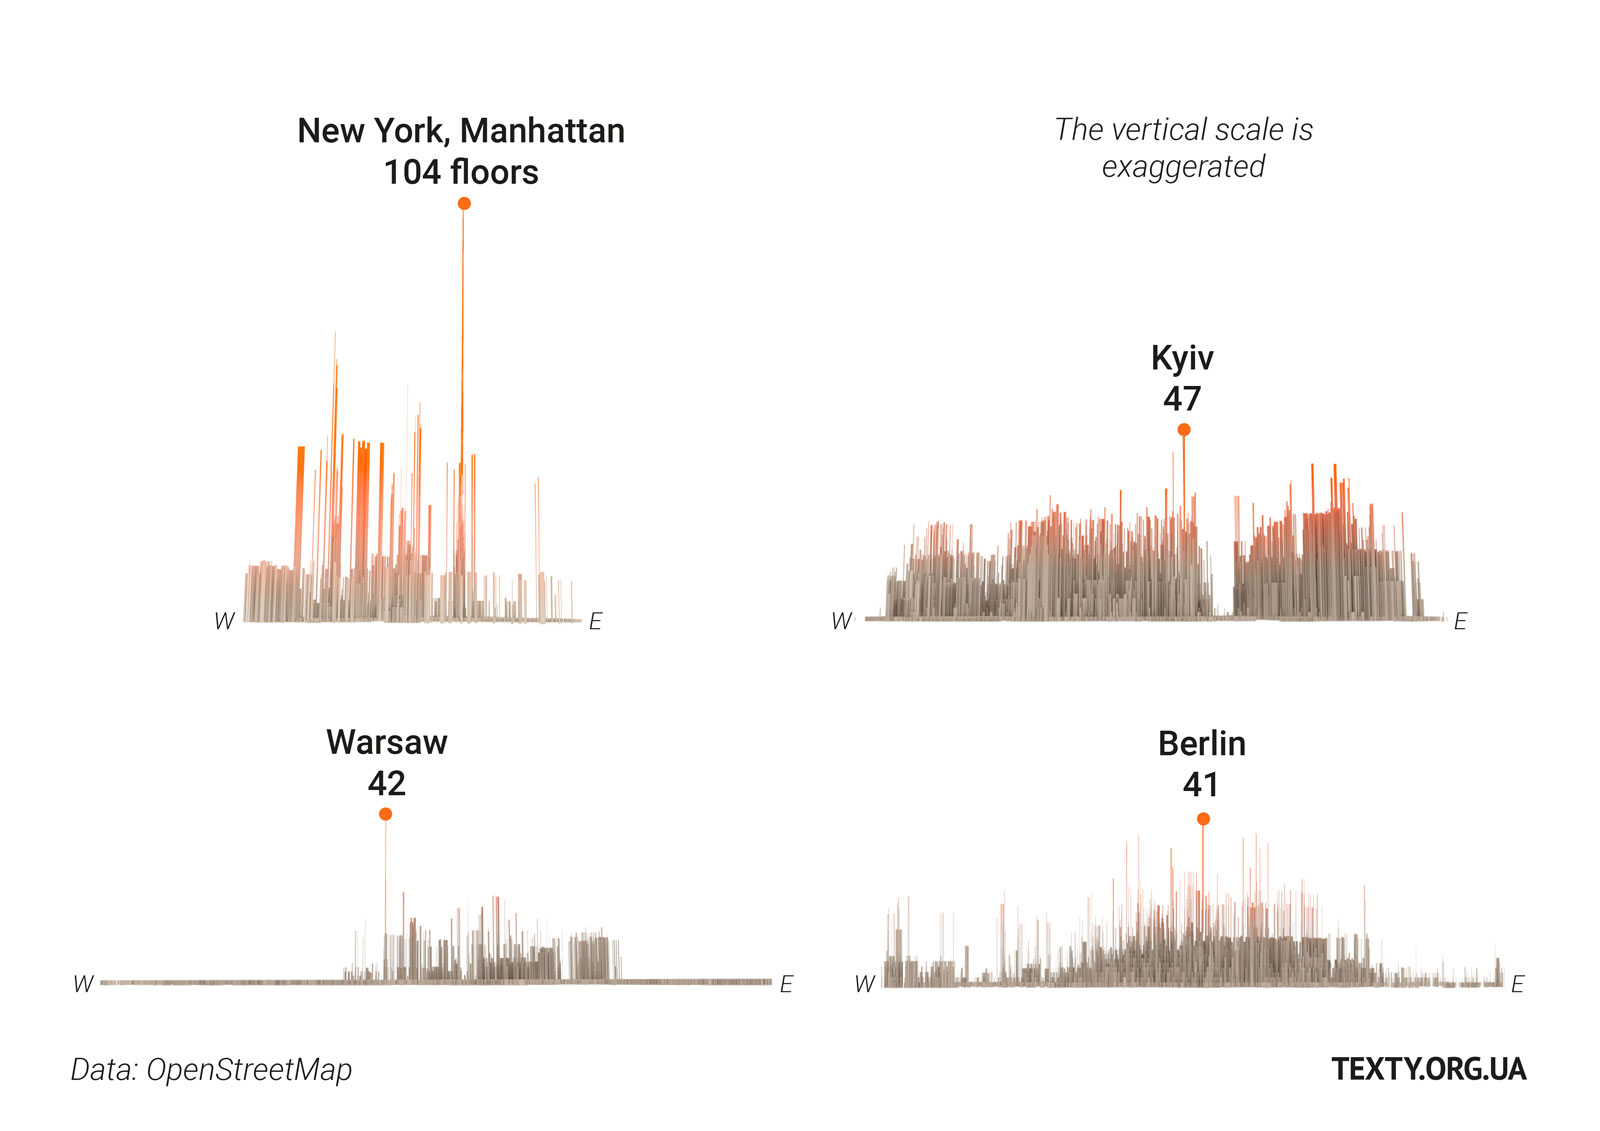 New York, Manhattan
104 floors
The vertical scale is
exaggerated
Kyiv
47
W
E
W
E
Warsaw
42
Berlin
41
W
E
W
E
Data: OpenStreetMap
TEXTY.ORG.UA